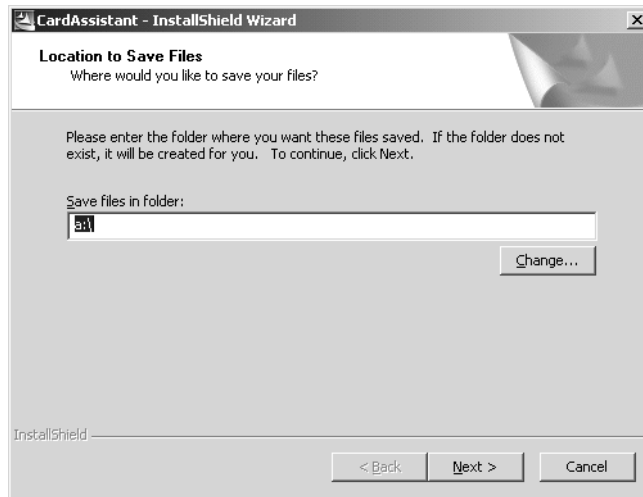 CardAssistant - InstallShield Wizard
Location to Save Files
Where would you like to save your files?
Please enter the folder where you want these files saved.  If the folder does not
exist, it will be created for you.   To continue, click Next.
Save files in folder:
a:\
Change...
InstallShield
< Back
Next >
Cancel